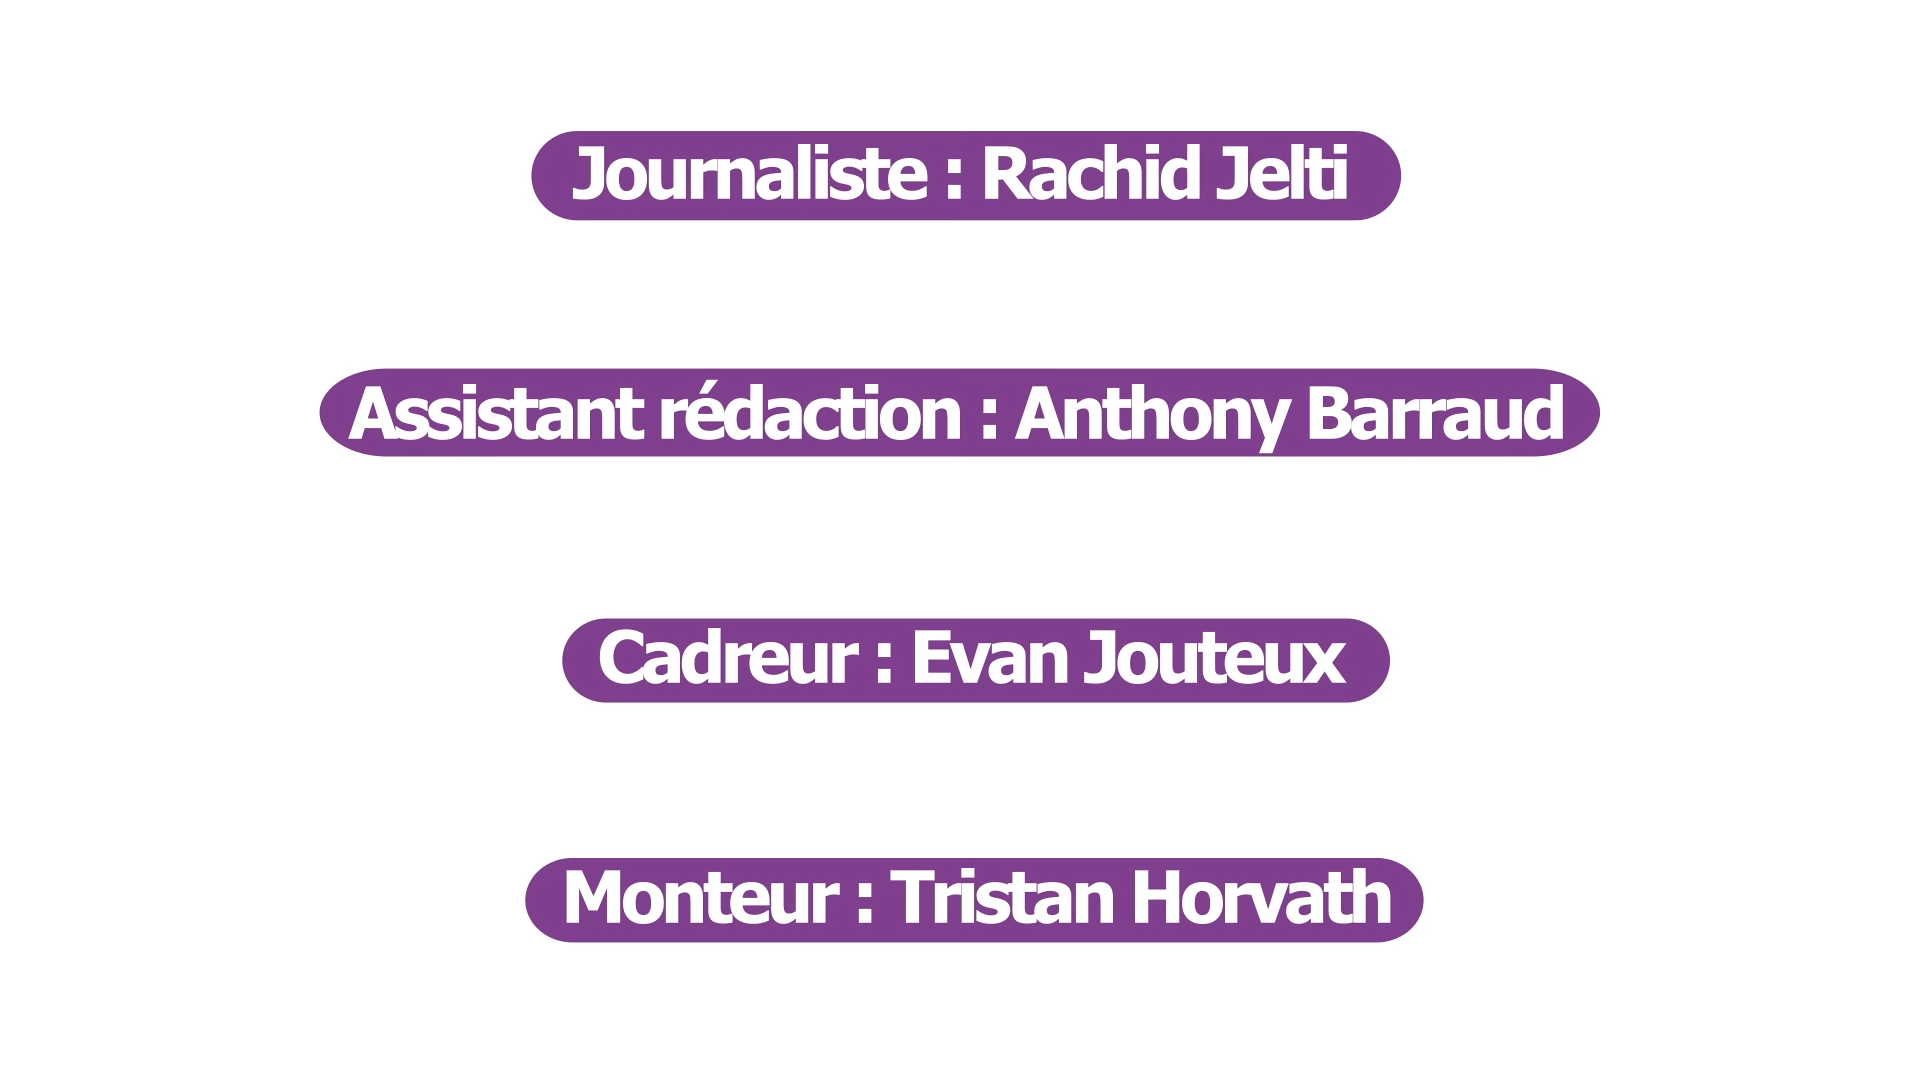 Journaliste : Rachid Jelti
Assistant rédaction : Anthony Barraud
Cadreur : Evan Jouteux
Monteur : Tristan Horvath